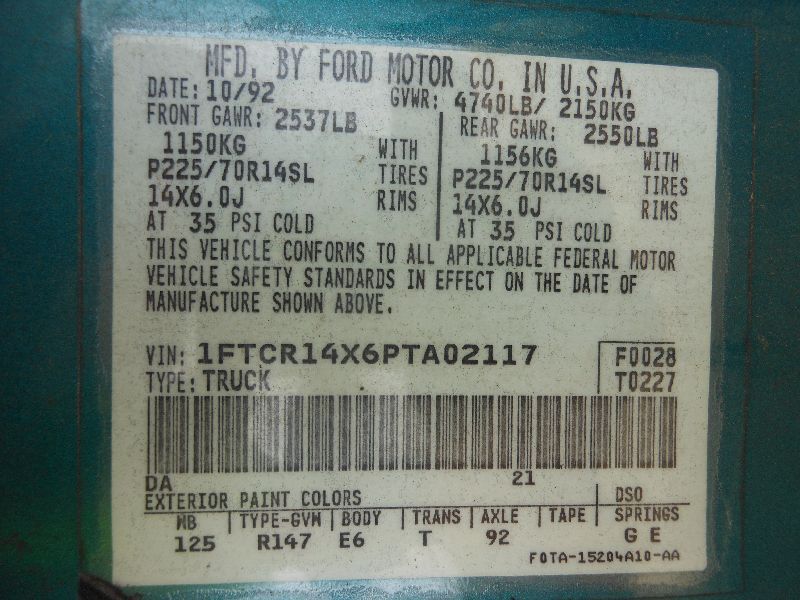 MFD. BY FORD MOTOR CO. IN U.S.A.
DATE: 10/92 GVWR: 4740LB/ 2150KG
FRONT GAWR: 2537LB REAR GAWR: 2550LB
1150KG WITH 1156KG WITH
P225/70R14SL TIRES P225/70R14SL TIRES
14X6.0J RIMS 14X6.0J RIMS
AT 35 PSI COLD AT 35 PSI COLD
THIS VEHICLE CONFORMS TO ALL APPLICABLE FEDERAL MOTOR
VEHICLE SAFETY STANDARDS IN EFFECT ON THE DATE OF
MANUFACTURE SHOWN ABOVE.
VIN: 1FTCR14X6PTA02117 F0028
TYPE: TRUCK T0227
DA 21
EXTERIOR PAINT COLORS DSO
WB TYPE-GVW BODY TRANS AXLE TAPE SPRINGS
125 R147 E6 T 92 G E
F0TA-15204A10-AA